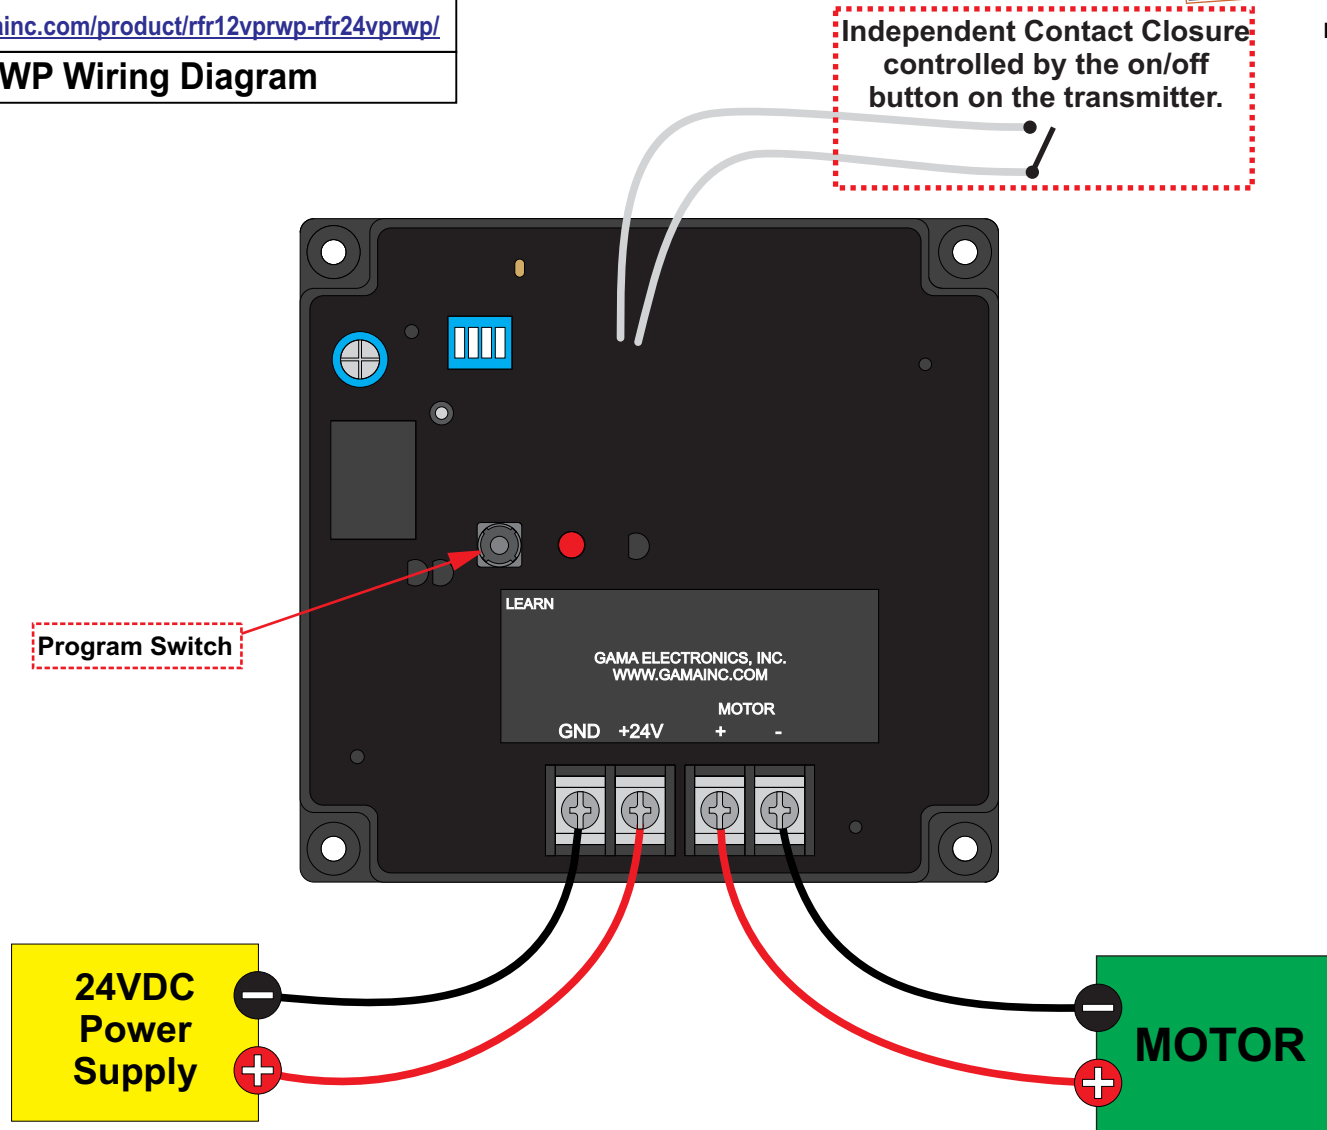 ainc.com/product/rfr12vprwp-rfr24vprwp/
WP Wiring Diagram
Independent Contact Closure
controlled by the on/off
button on the transmitter.
Program Switch
LEARN
GAMA ELECTRONICS, INC.
WWW.GAMAINC.COM
MOTOR
GND +24V + -
24VDC
Power
Supply
MOTOR